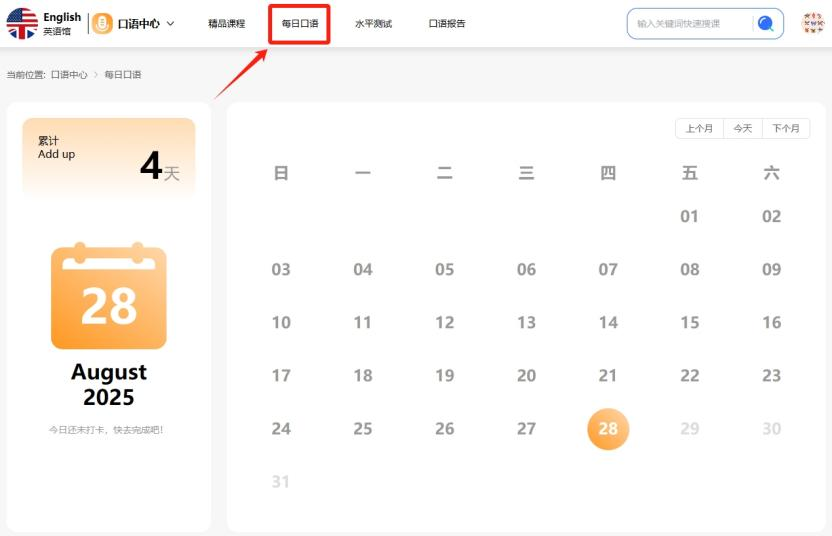 English
英语馆
口语中心
精品课程
每日口语
水平测试
口语报告
输入关键词快速搜课
当前位置: 口语中心 > 每日口语
累计
Add up
4天
28
August
2025
今日还未打卡，快去完成吧!
上个月 今天 下个月
日 一 二 三 四 五 六
01 02
03 04 05 06 07 08 09
10 11 12 13 14 15 16
17 18 19 20 21 22 23
24 25 26 27 28 29 30
31